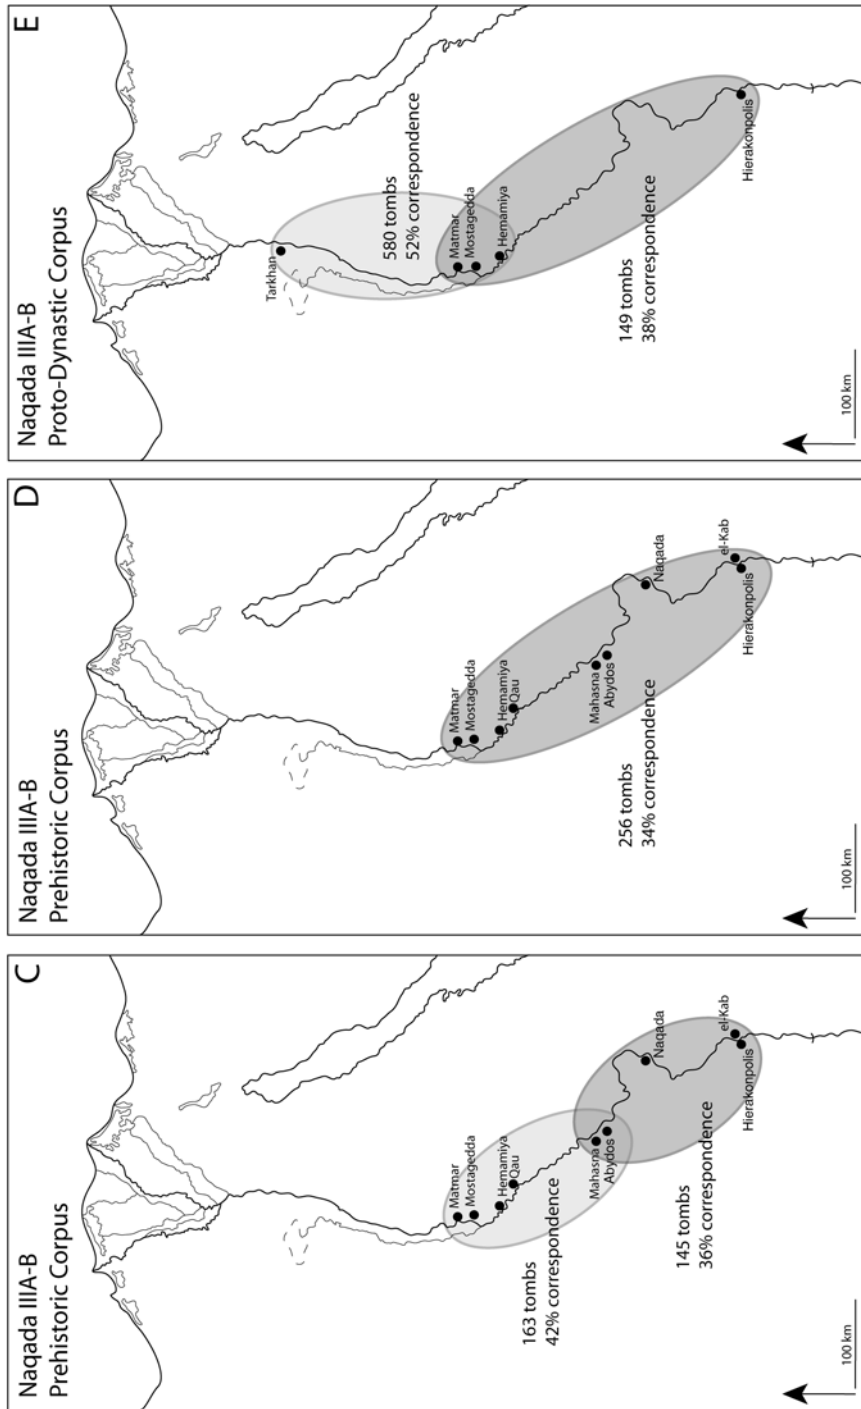 C
Naqada IIIA-B
Prehistoric Corpus
Matmar
Mostagedda
Hemamiya
Qau
Mahasna
Abydos
Naqada
el-Kab
Hierakonpolis
163 tombs
42% correspondence
145 tombs
36% correspondence
100 km
D
Naqada IIIA-B
Prehistoric Corpus
Matmar
Mostagedda
Hemamiya
Qau
Mahasna
Abydos
Naqada
el-Kab
Hierakonpolis
256 tombs
34% correspondence
100 km
E
Naqada IIIA-B
Proto-Dynastic Corpus
Tarkhan
580 tombs
52% correspondence
Matmar
Mostagedda
Hemamiya
Hierakonpolis
149 tombs
38% correspondence
100 km